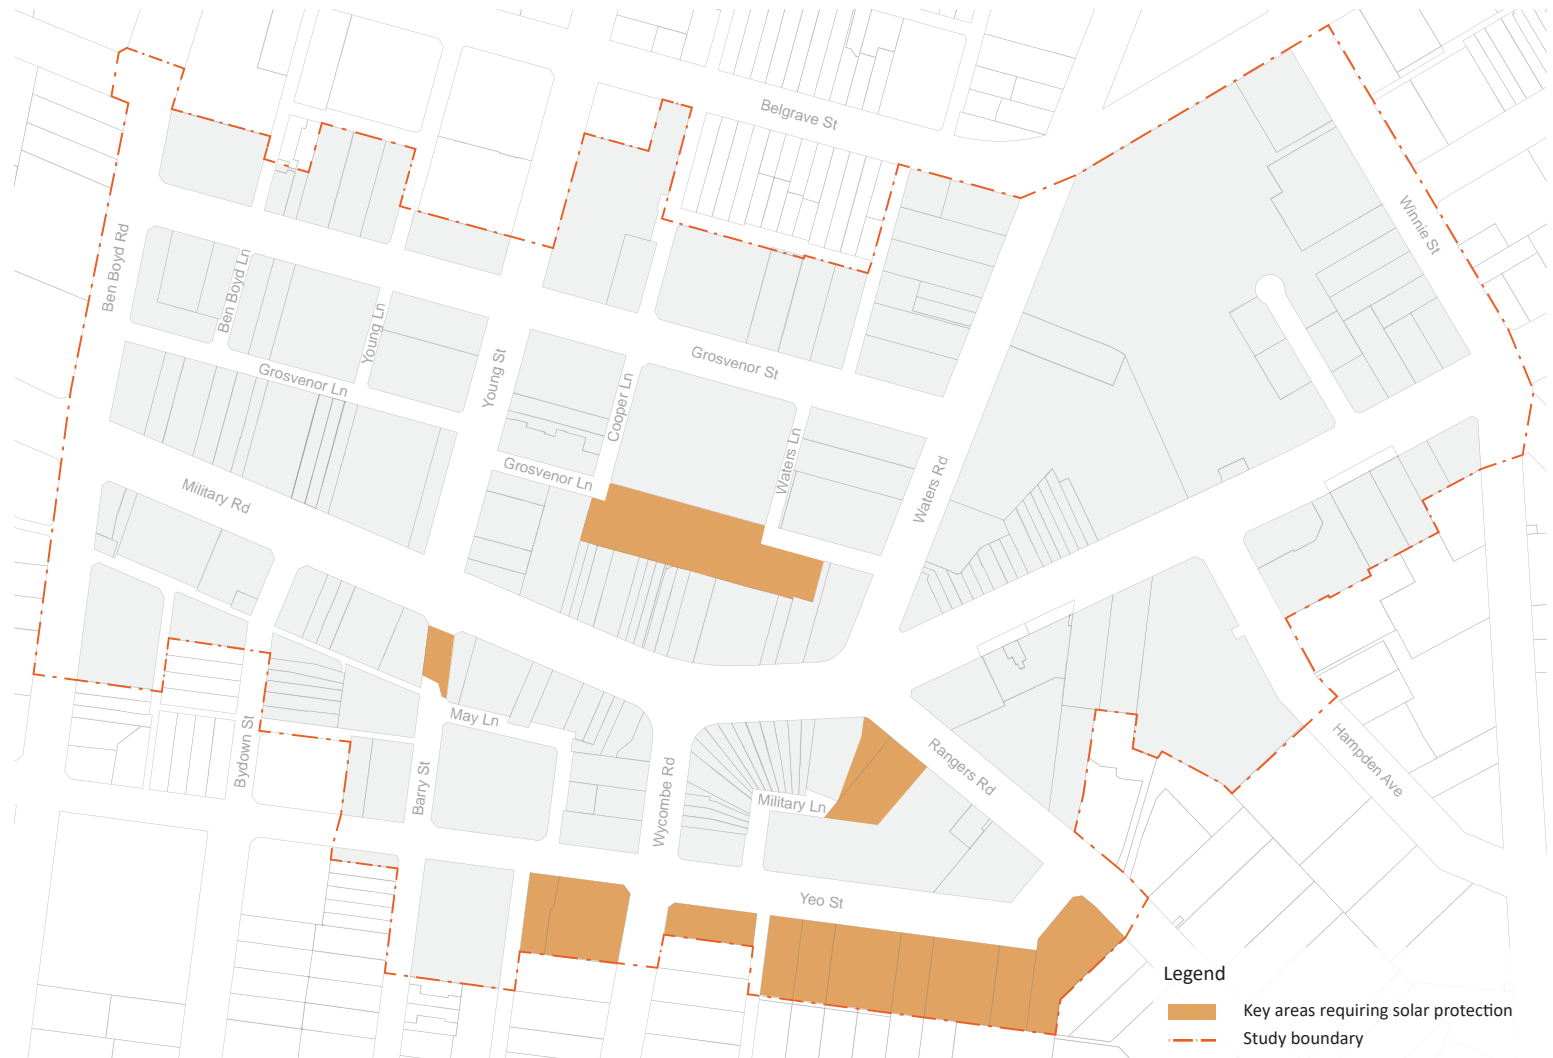 Belgrave St
Winnie St
Ben Boyd Rd
Ben Boyd Ln
Young Ln
Grosvenor Ln
Young St
Grosvenor St
Cooper Ln
Waters Ln
Waters Rd
Grosvenor Ln
Military Rd
May Ln
Bydown St
Barry St
Wycombe Rd
Military Ln
Rangers Rd
Hampden Ave
Yeo St
Legend
Key areas requiring solar protection
Study boundary